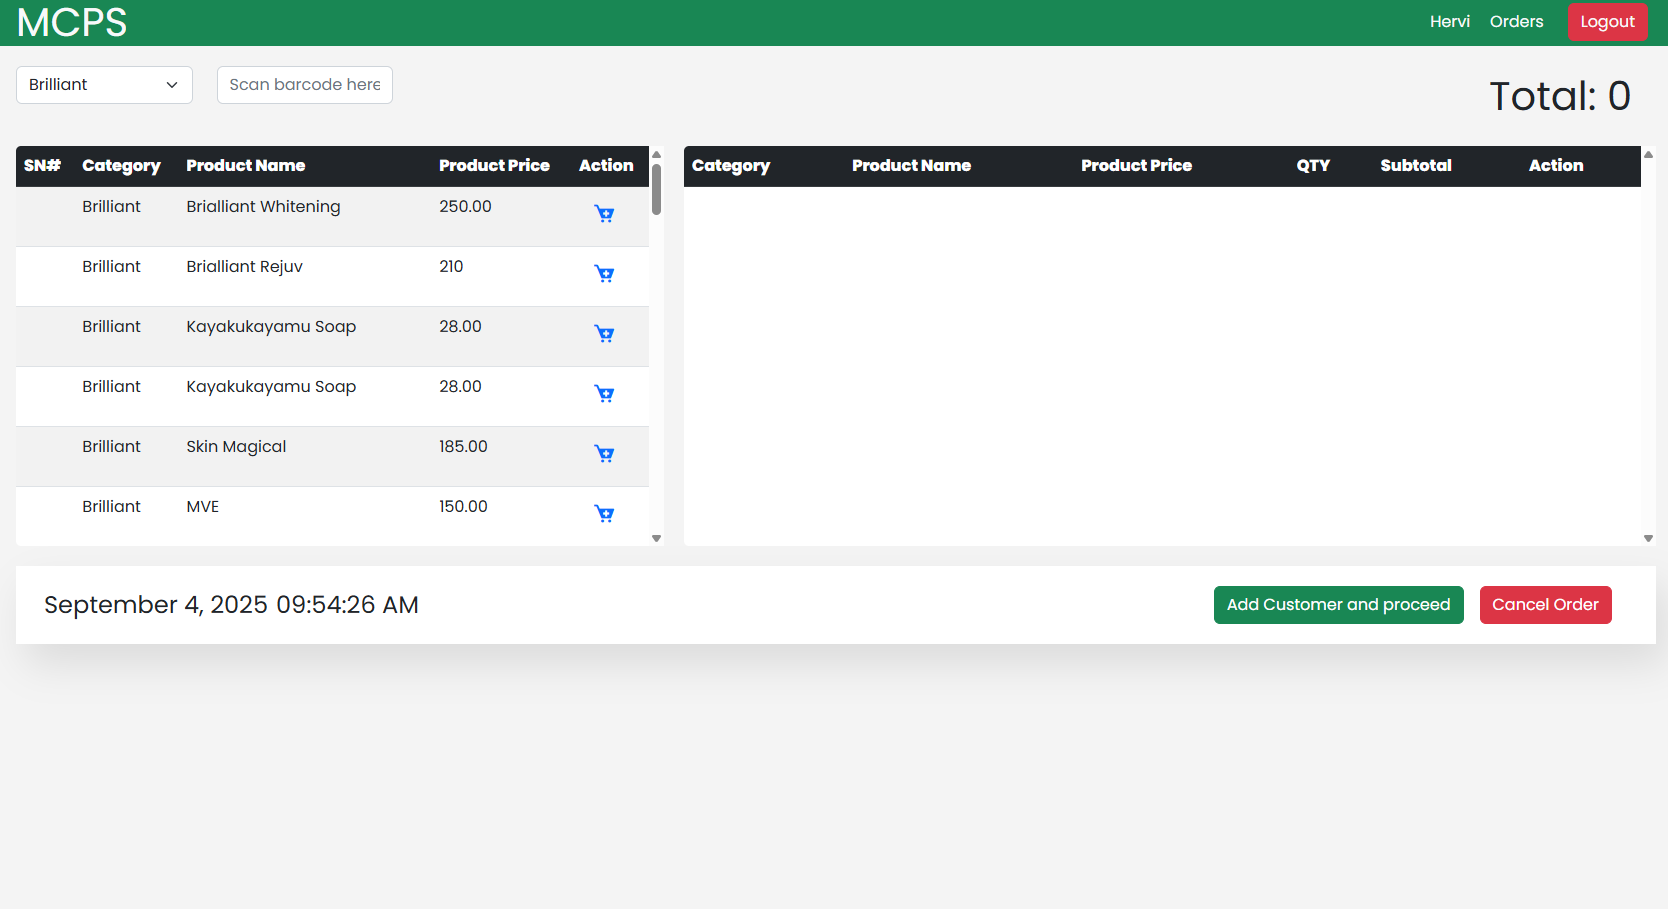 MCPS
Hervi Orders Logout
Brilliant
Scan barcode here
Total: 0
SN# Category Product Name Product Price Action
Brilliant Brialliant Whitening 250.00
Brilliant Brialliant Rejuv 210
Brilliant Kayakukayamu Soap 28.00
Brilliant Kayakukayamu Soap 28.00
Brilliant Skin Magical 185.00
Brilliant MVE 150.00
Category Product Name Product Price QTY Subtotal Action
September 4, 2025 09:54:26 AM
Add Customer and proceed
Cancel Order